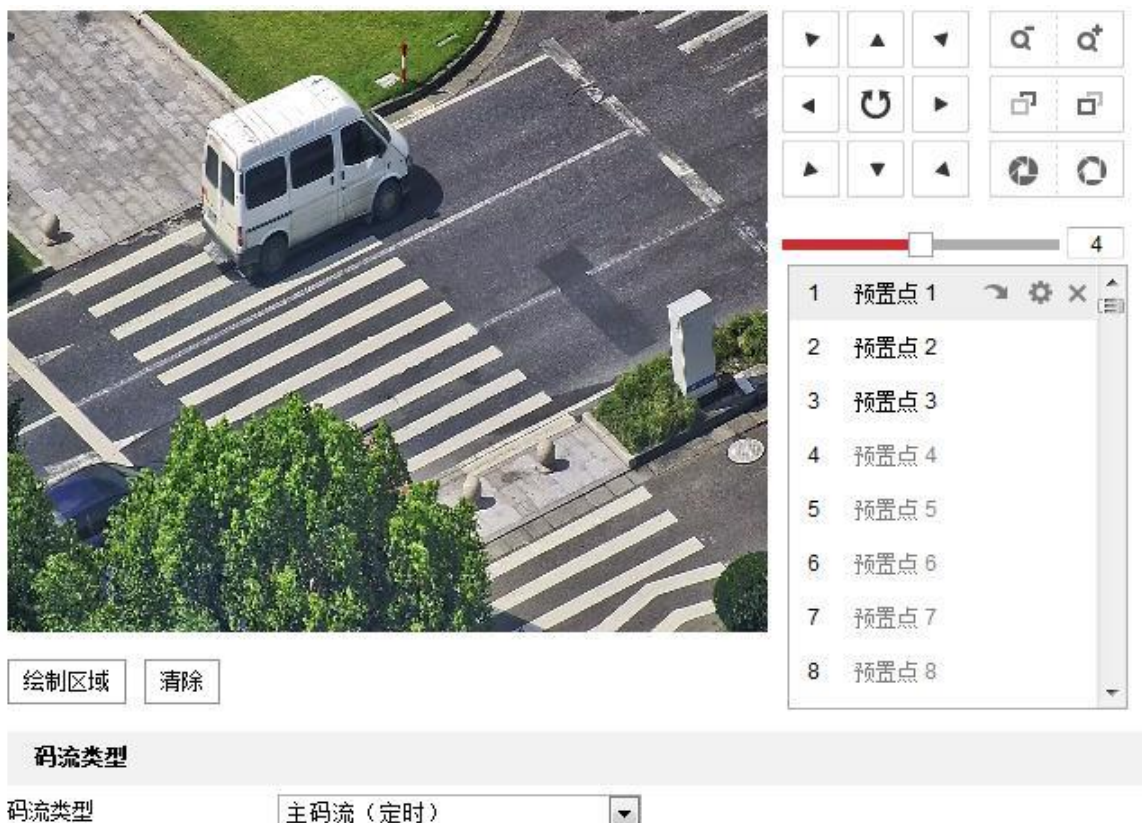 4
1 预置点 1
2 预置点 2
3 预置点 3
4 预置点 4
5 预置点 5
6 预置点 6
7 预置点 7
8 预置点 8
绘制区域 清除
码流类型
码流类型 主码流（定时）